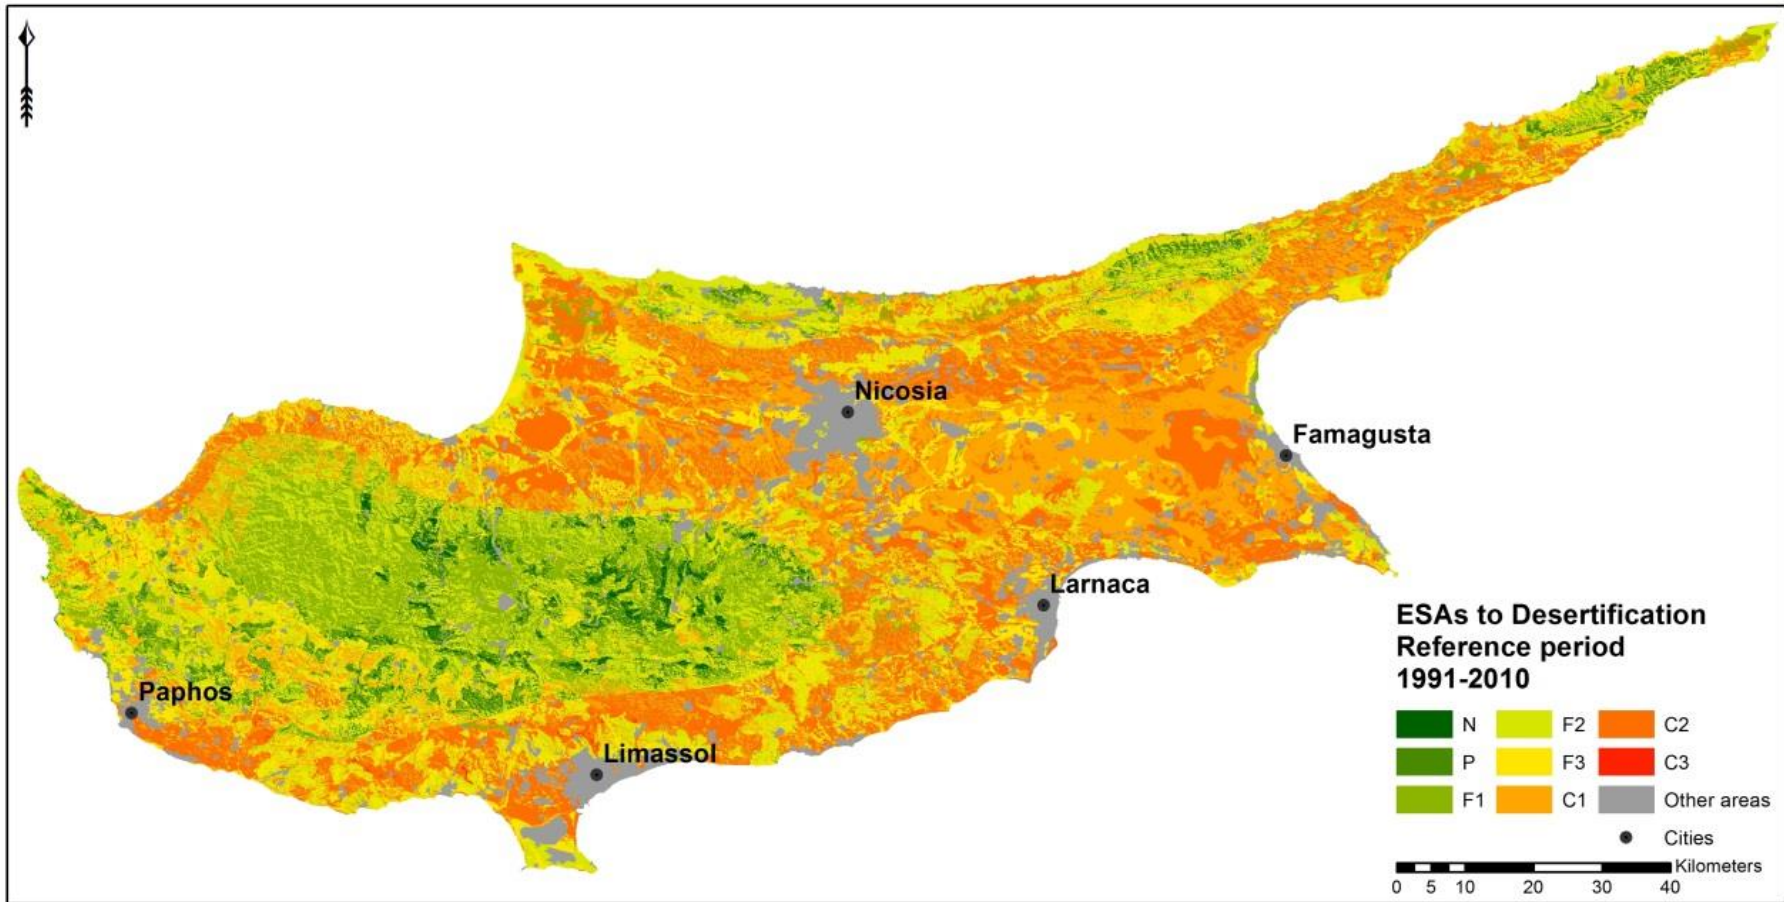 Nicosia
Famagusta
Larnaca
Paphos
Limassol
ESAs to Desertification
Reference period
1991-2010
N F2 C2
P F3 C3
F1 C1 Other areas
Cities
Kilometers
0 5 10 20 30 40